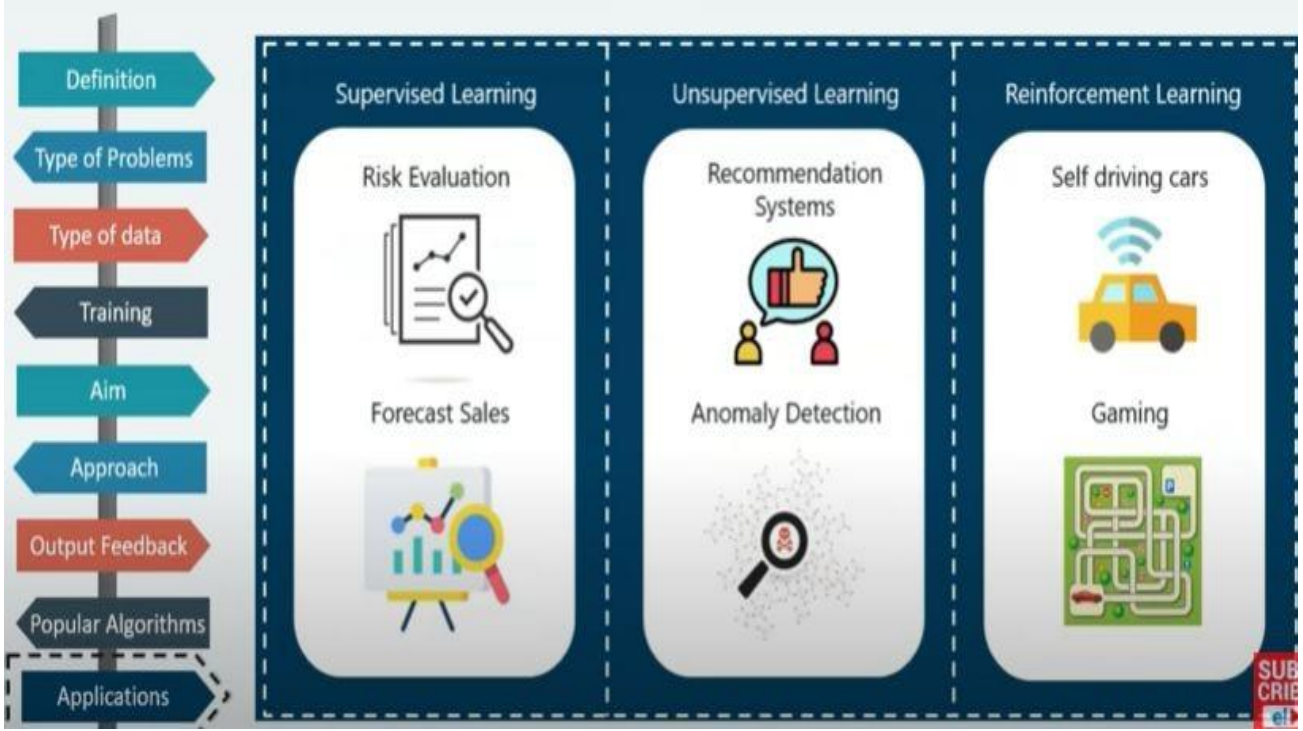 Definition
Type of Problems
Type of data
Training
Aim
Approach
Output Feedback
Popular Algorithms
Applications
Supervised Learning
Risk Evaluation
Forecast Sales
Unsupervised Learning
Recommendation
Systems
Anomaly Detection
Reinforcement Learning
Self driving cars
Gaming
P
SUB
CRIB
e!